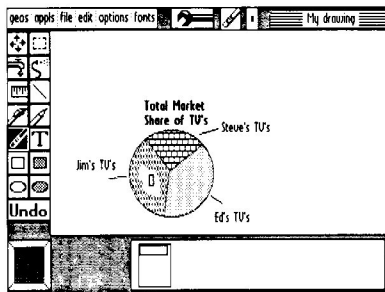 geos appls file edit options fonts
My drawing
Total Market
Share of TV's
Steve's TV's
Jim's TV's
Ed's TV's
T
Undo